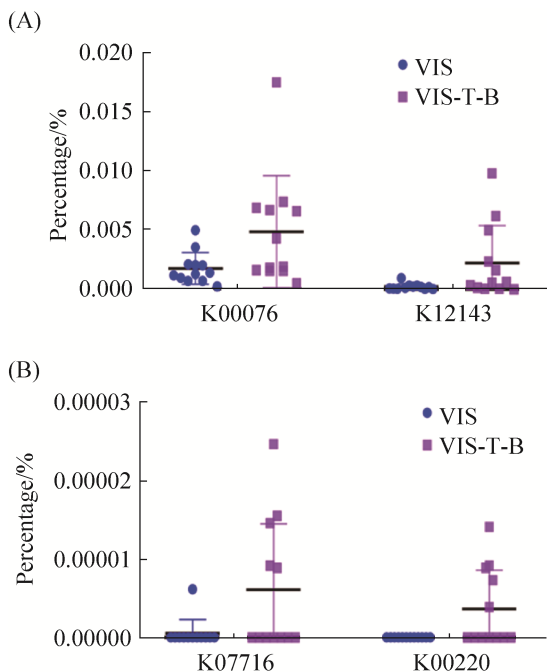 (A)
0.020
VIS
VIS-T-B
0.015
0.010
0.005
0.000
Percentage/%
K00076
K12143
(B)
0.00003
VIS
VIS-T-B
0.00002
0.00001
0.00000
Percentage/%
K07716
K00220